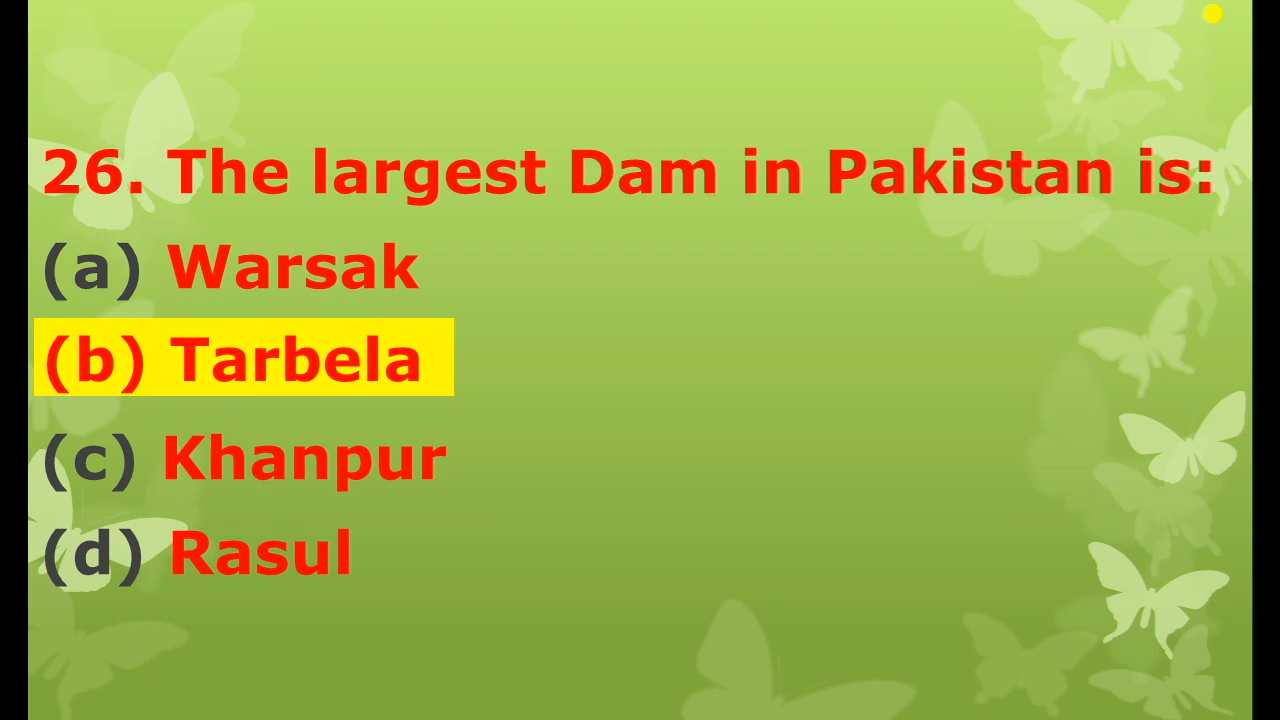 26. The largest Dam in Pakistan is:
(a) Warsak
(b) Tarbela
(c) Khanpur
(d) Rasul